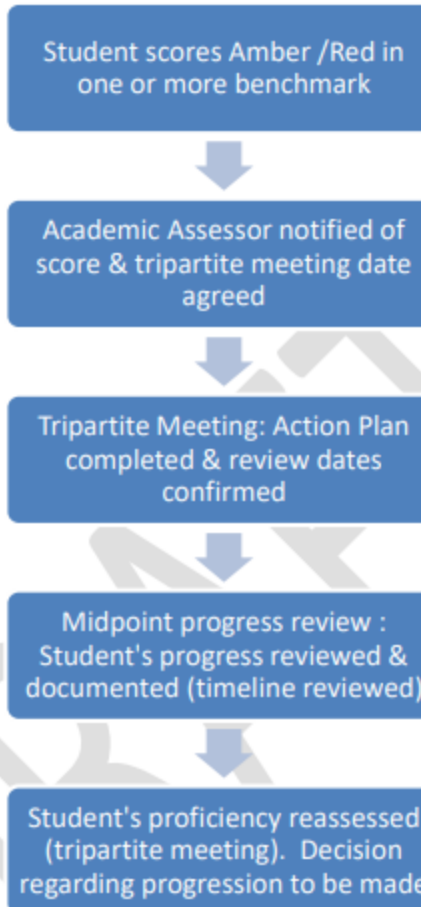 Student scores Amber /Red in
one or more benchmark
Academic Assessor notified of
score & tripartite meeting date
agreed
Tripartite Meeting: Action Plan
completed & review dates
confirmed
Midpoint progress review :
Student's progress reviewed &
documented (timeline reviewed)
Student's proficiency reassessed
(tripartite meeting).  Decision
regarding progression to be made